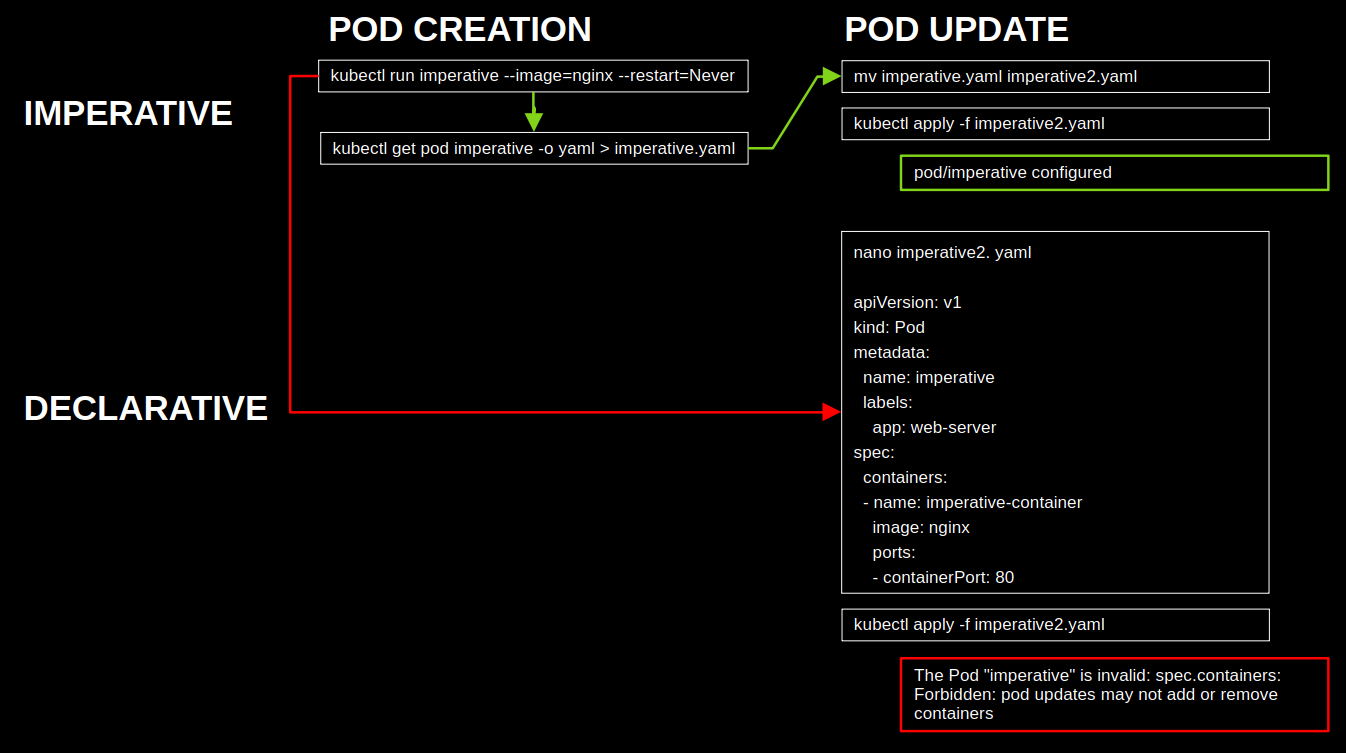 POD CREATION
POD UPDATE
IMPERATIVE
kubectl run imperative --image=nginx --restart=Never
kubectl get pod imperative -o yaml > imperative.yaml
mv imperative.yaml imperative2.yaml
kubectl apply -f imperative2.yaml
pod/imperative configured
DECLARATIVE
nano imperative2. yaml
apiVersion: v1
kind: Pod
metadata:
  name: imperative
  labels:
    app: web-server
spec:
  containers:
  - name: imperative-container
    image: nginx
    ports:
    - containerPort: 80
kubectl apply -f imperative2.yaml
The Pod "imperative" is invalid: spec.containers:
Forbidden: pod updates may not add or remove
containers